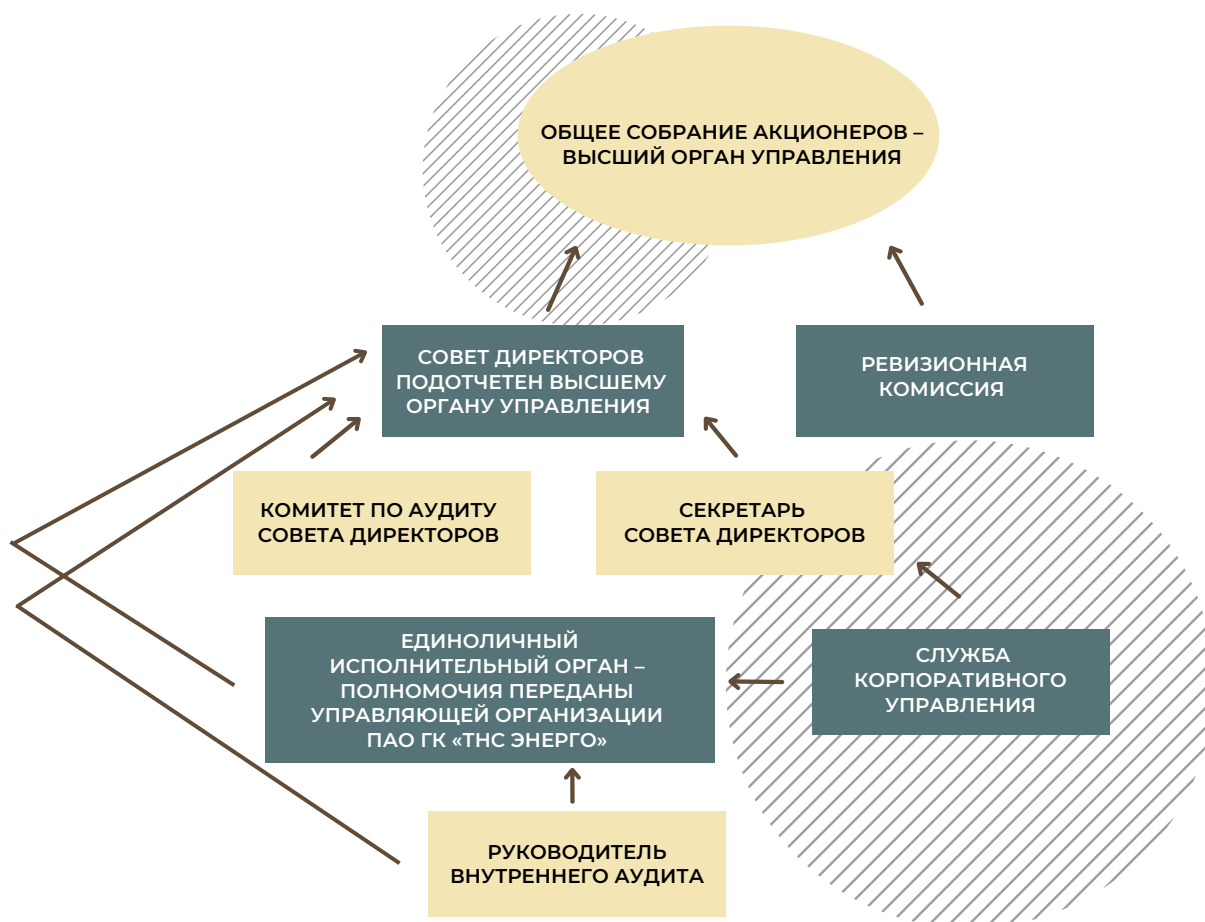 ОБЩЕЕ СОБРАНИЕ АКЦИОНЕРОВ –
ВЫСШИЙ ОРГАН УПРАВЛЕНИЯ
СОВЕТ ДИРЕКТОРОВ
ПОДОТЧЕТЕН ВЫСШЕМУ
ОРГАНУ УПРАВЛЕНИЯ
РЕВИЗИОННАЯ
КОМИССИЯ
КОМИТЕТ ПО АУДИТУ
СОВЕТА ДИРЕКТОРОВ
СЕКРЕТАРЬ
СОВЕТА ДИРЕКТОРОВ
ЕДИНОЛИЧНЫЙ
ИСПОЛНИТЕЛЬНЫЙ ОРГАН –
ПОЛНОМОЧИЯ ПЕРЕДАНЫ
УПРАВЛЯЮЩЕЙ ОРГАНИЗАЦИИ
ПАО ГК «ТНС ЭНЕРГО»
СЛУЖБА
КОРПОРАТИВНОГО
УПРАВЛЕНИЯ
РУКОВОДИТЕЛЬ
ВНУТРЕННЕГО АУДИТА